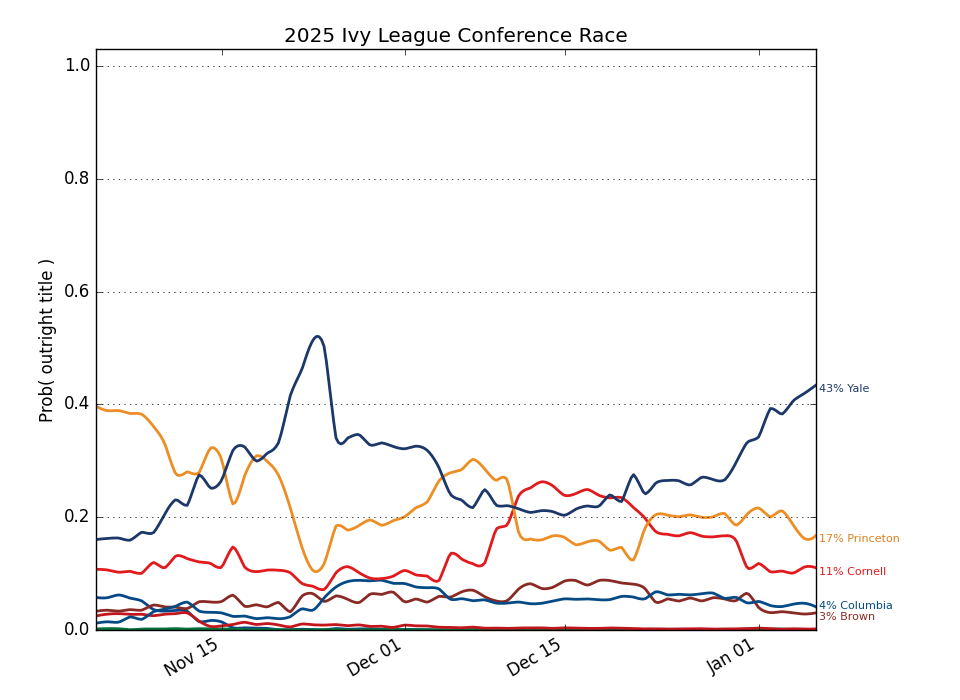 2025 Ivy League Conference Race
Prob( outright title )
1.0
0.8
0.6
0.4
0.2
0.0
43% Yale
17% Princeton
11% Cornell
4% Columbia
3% Brown
Nov 15
Dec 01
Dec 15
Jan 01